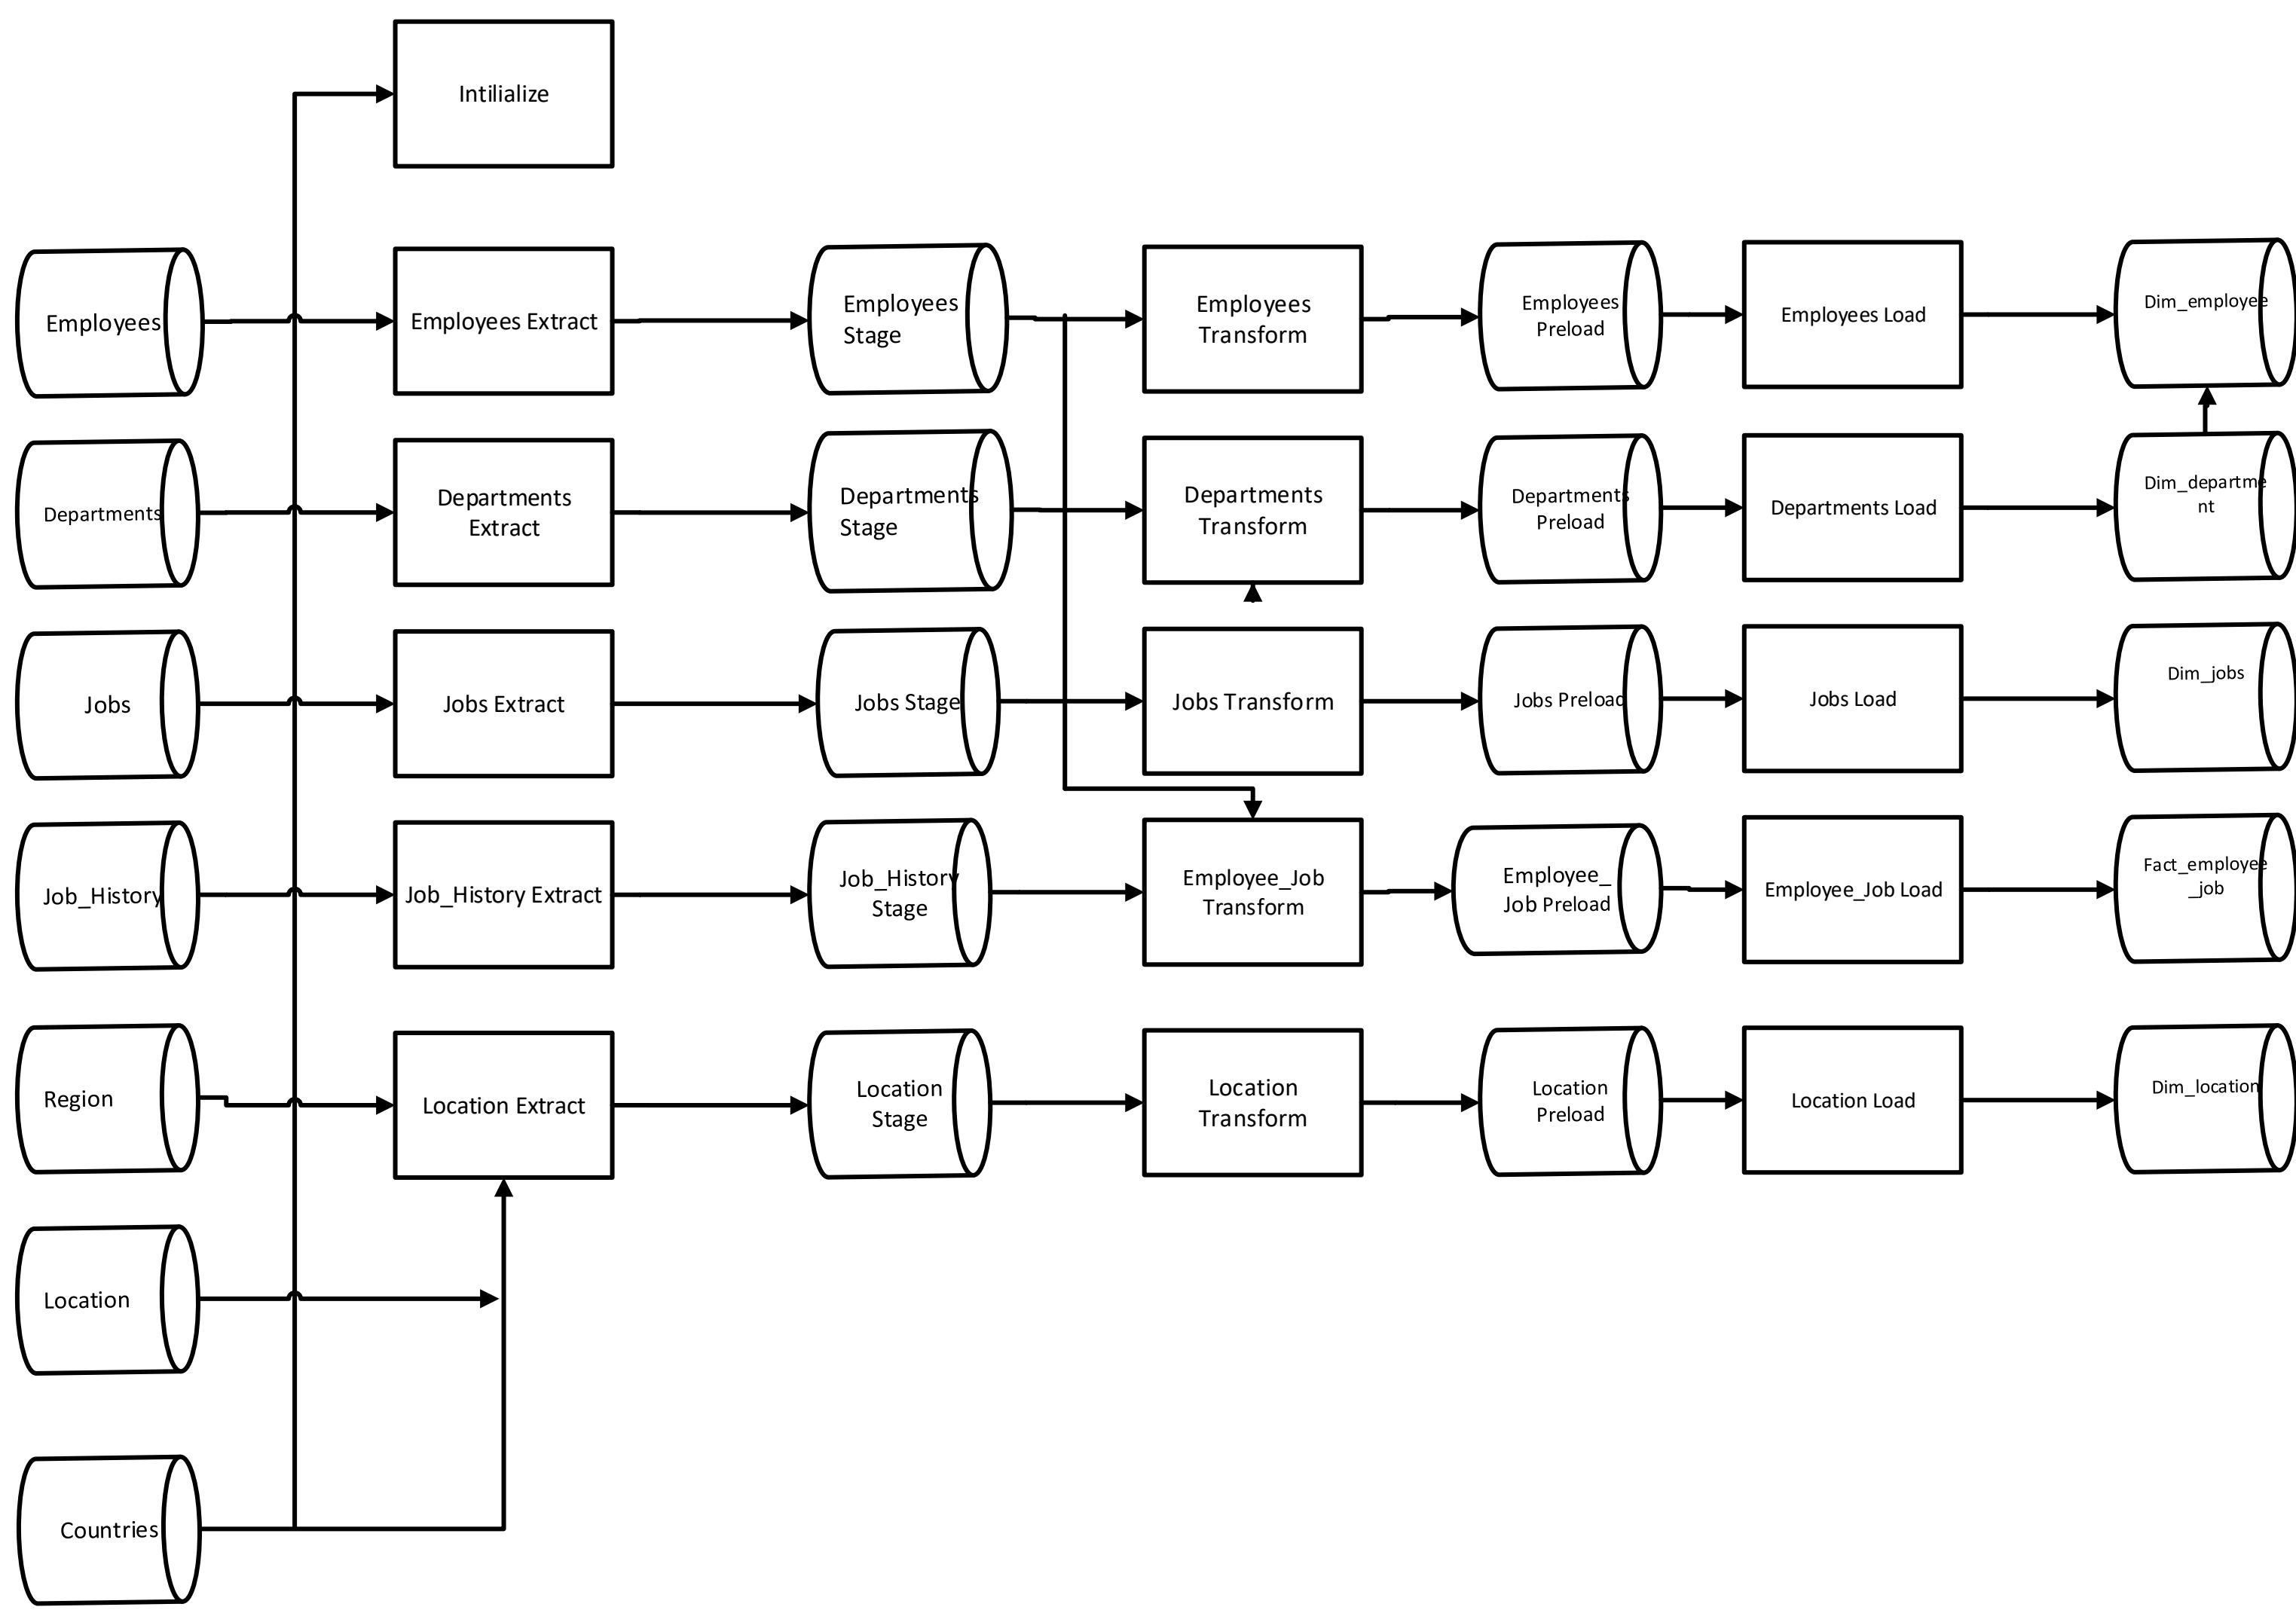 Intilialize
Employees
Employees Extract
Employees
Stage
Employees
Transform
Employees
Preload
Employees Load
Dim_employee
Departments
Departments
Extract
Departments
Stage
Departments
Transform
Departments
Preload
Departments Load
Dim_departme
nt
Jobs
Jobs Extract
Jobs Stage
Jobs Transform
Jobs Preload
Jobs Load
Dim_jobs
Job_History
Job_History Extract
Job_History
Stage
Employee_Job
Transform
Employee_
Job Preload
Employee_Job Load
Fact_employee
_job
Region
Location Extract
Location
Stage
Location
Transform
Location
Preload
Location Load
Dim_location
Location
Countries